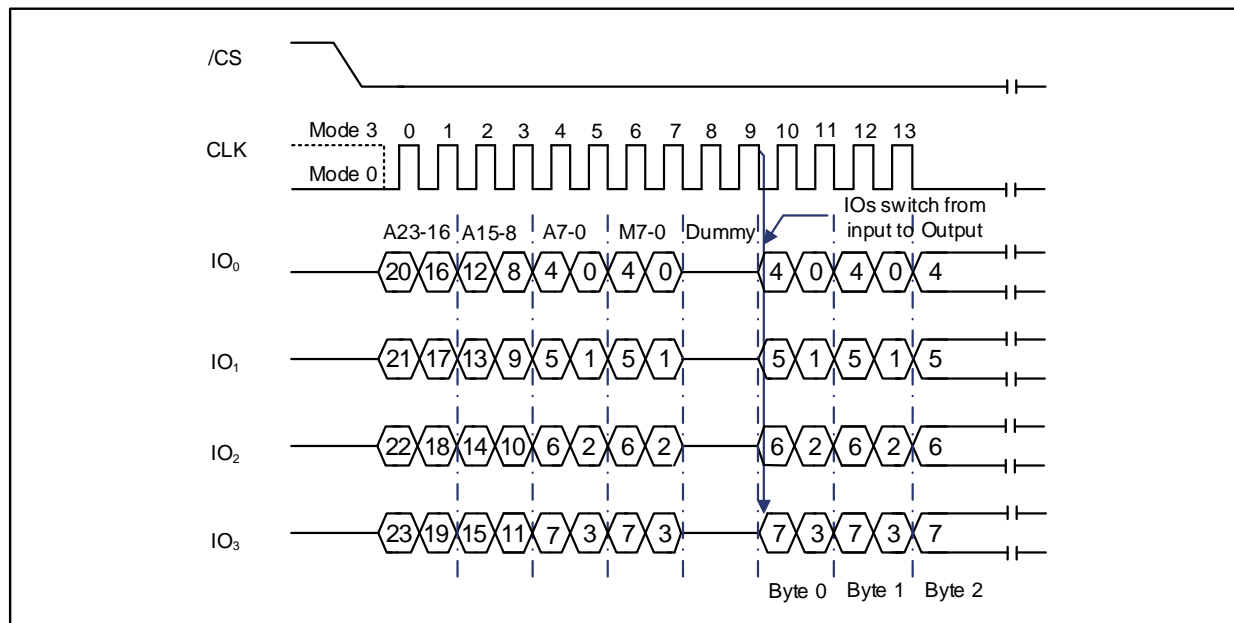 /CS
Mode 3 0 1 2 3 4 5 6 7 8 9 10 11 12 13
CLK
Mode 0
IOs switch from
input to Output
A23-16 A15-8 A7-0 M7-0 Dummy
IO0 20 16 12 8 4 0 4 0 4 0 4 0 4
IO1 21 17 13 9 5 1 5 1 5 1 5 1 5
IO2 22 18 14 10 6 2 6 2 6 2 6 2 6
IO3 23 19 15 11 7 3 7 3 7 3 7 3 7
Byte 0 Byte 1 Byte 2